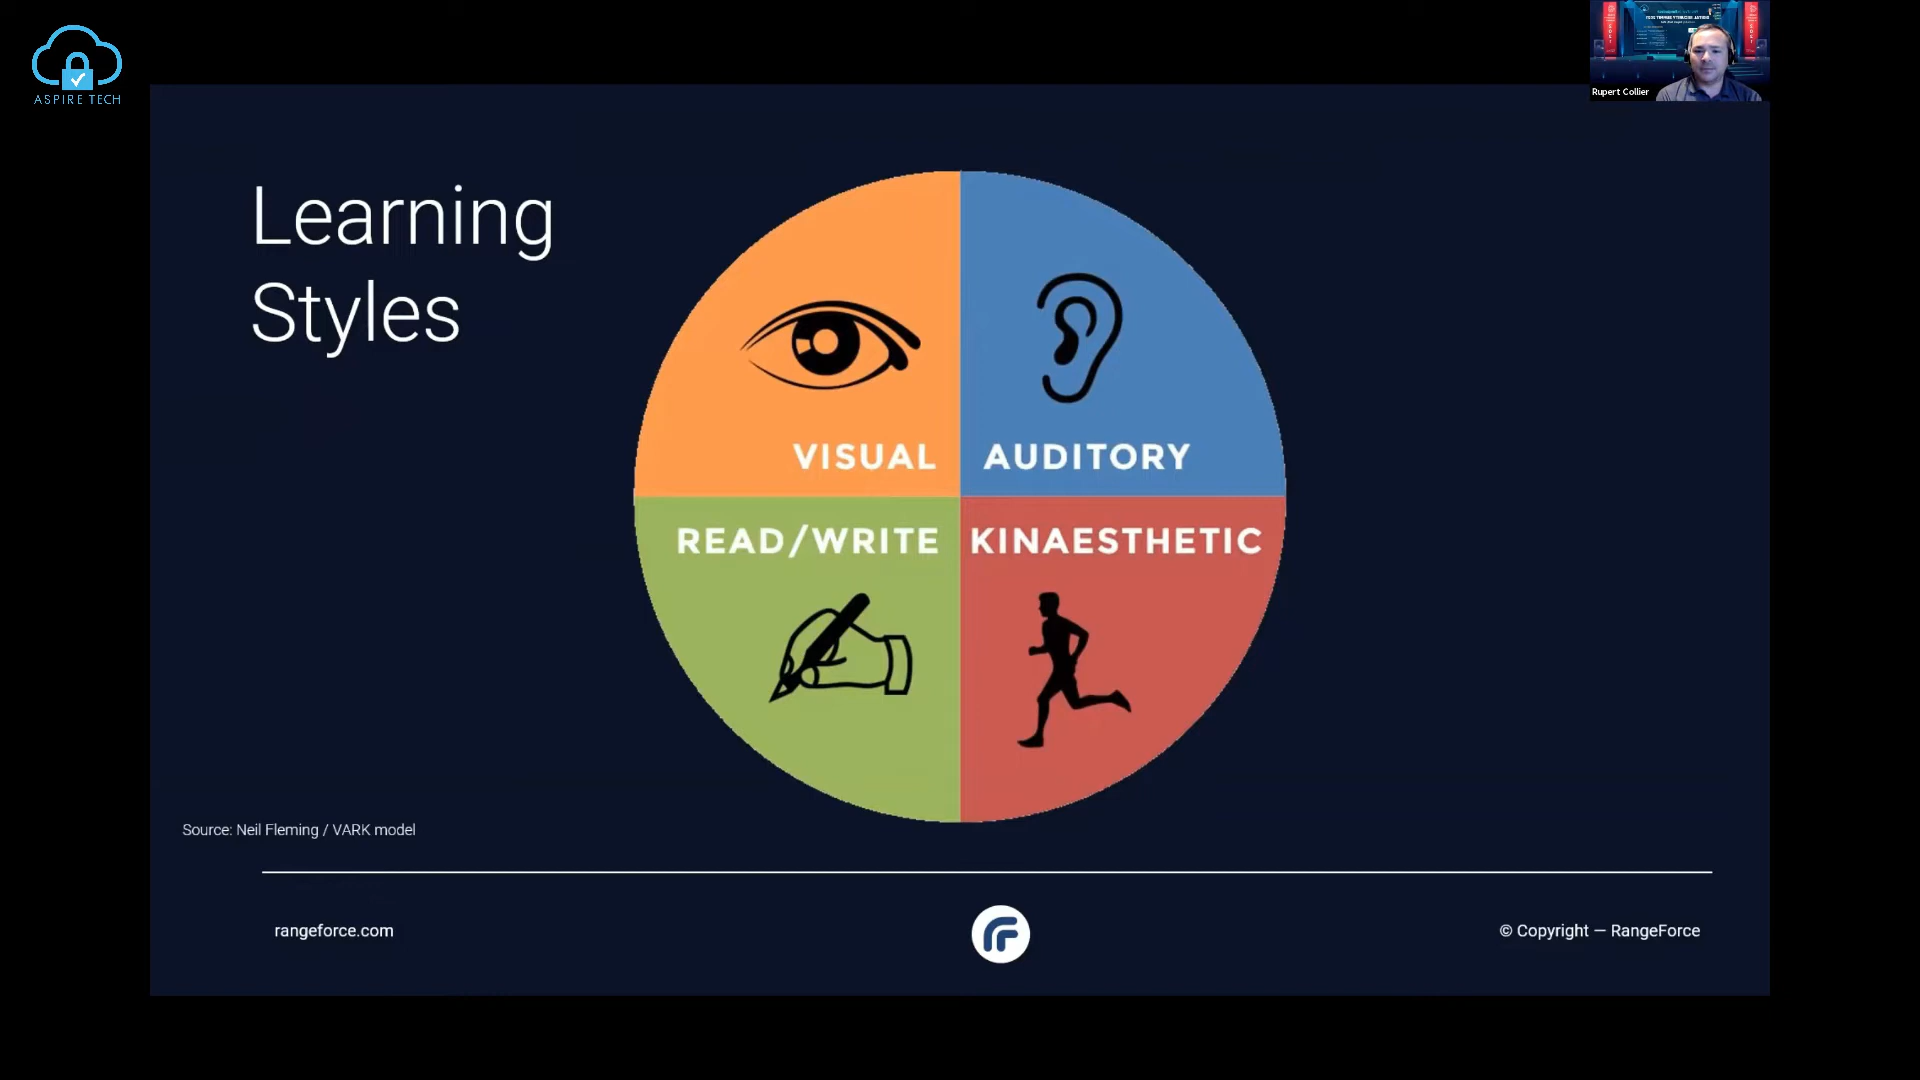 ASPIRE TECH
Rupert Collier
Learning
Styles
VISUAL
AUDITORY
READ/WRITE
KINAESTHETIC
Source: Neil Fleming / VARK model
rangeforce.com
© Copyright — RangeForce